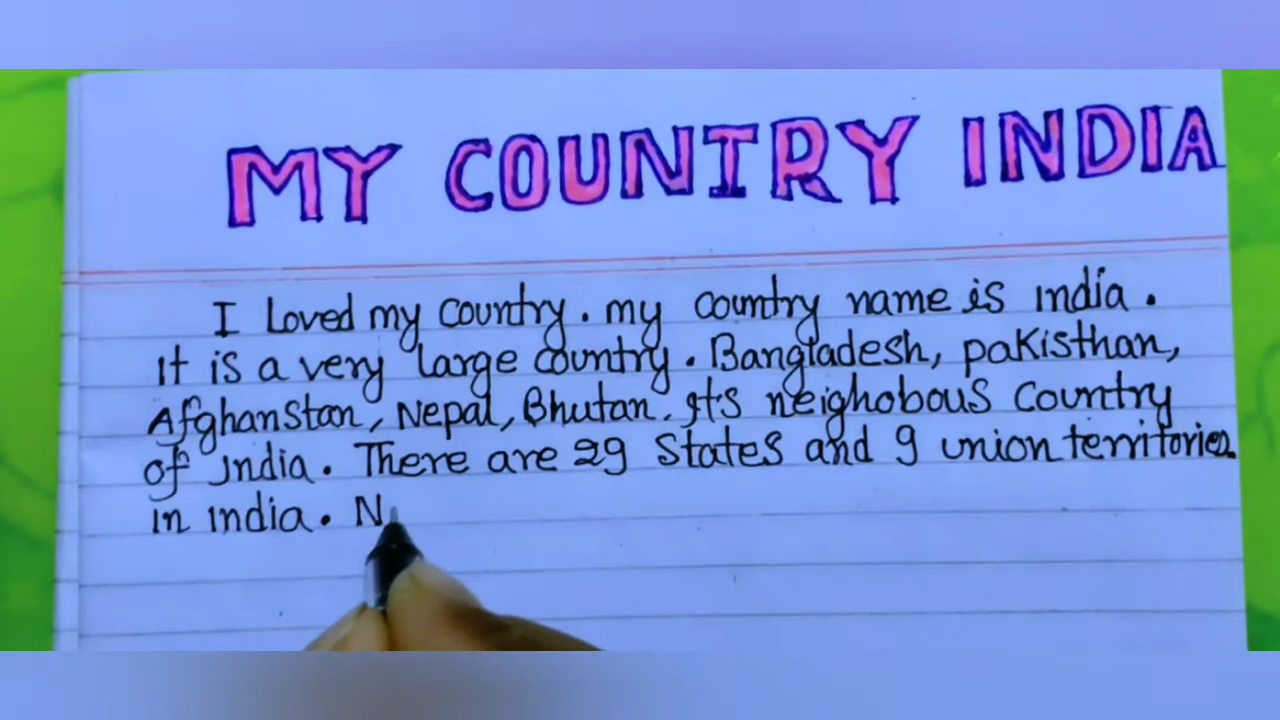 MY COUNTRY INDIA
I Loved my country. my country name is india.
It is a very large country. Bangladesh, pakisthan,
Afghanstan, Nepal, Bhutan. It's neighobous country
of India. There are 29 states and 9 union territories
in india. N